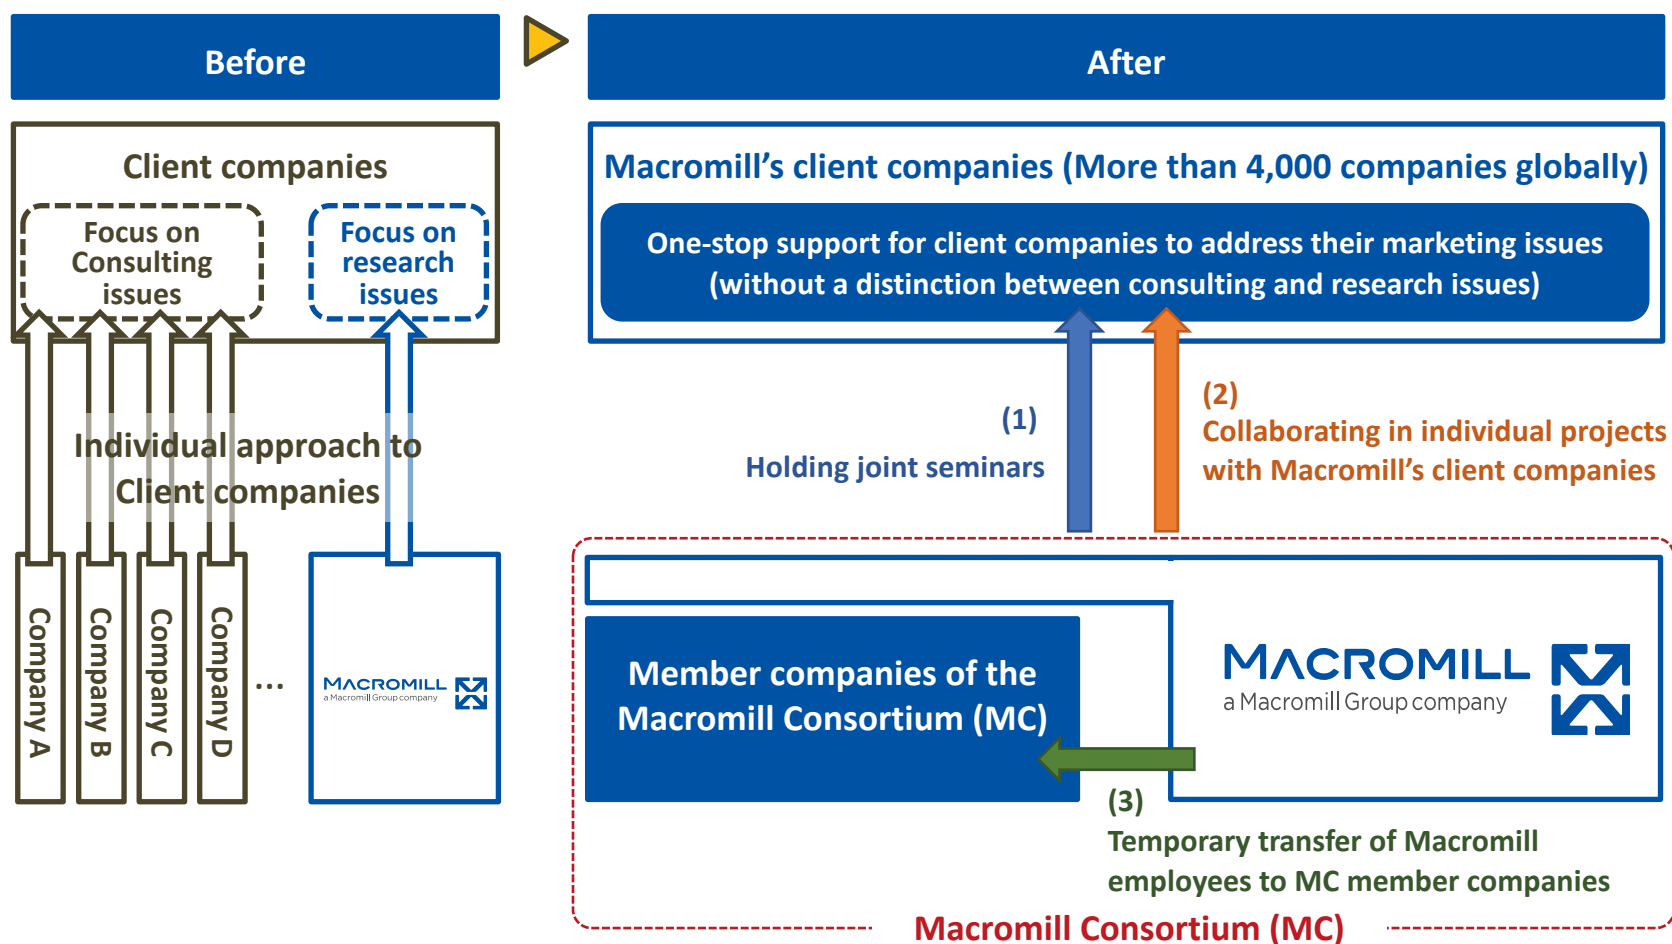 Before
After
Client companies
Focus on
Consulting
issues
Focus on
research
issues
Individual approach to
Client companies
Company A
Company B
Company C
Company D
...
MACROMILL
a Macromill Group company
Macromill’s client companies (More than 4,000 companies globally)
One-stop support for client companies to address their marketing issues
(without a distinction between consulting and research issues)
(1)
Holding joint seminars
(2)
Collaborating in individual projects
with Macromill’s client companies
Member companies of the
Macromill Consortium (MC)
MACROMILL
a Macromill Group company
(3)
Temporary transfer of Macromill
employees to MC member companies
Macromill Consortium (MC)